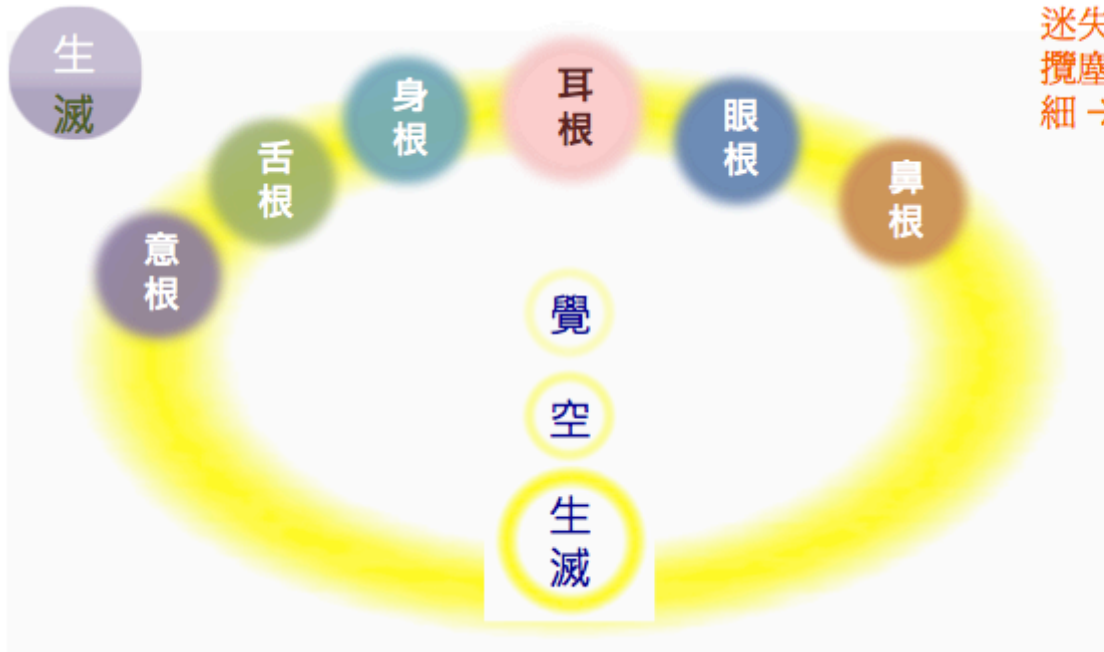 生
滅
意根
舌根
身根
耳根
眼根
鼻根
覺
空
生
滅
迷失
攬塵
細 →